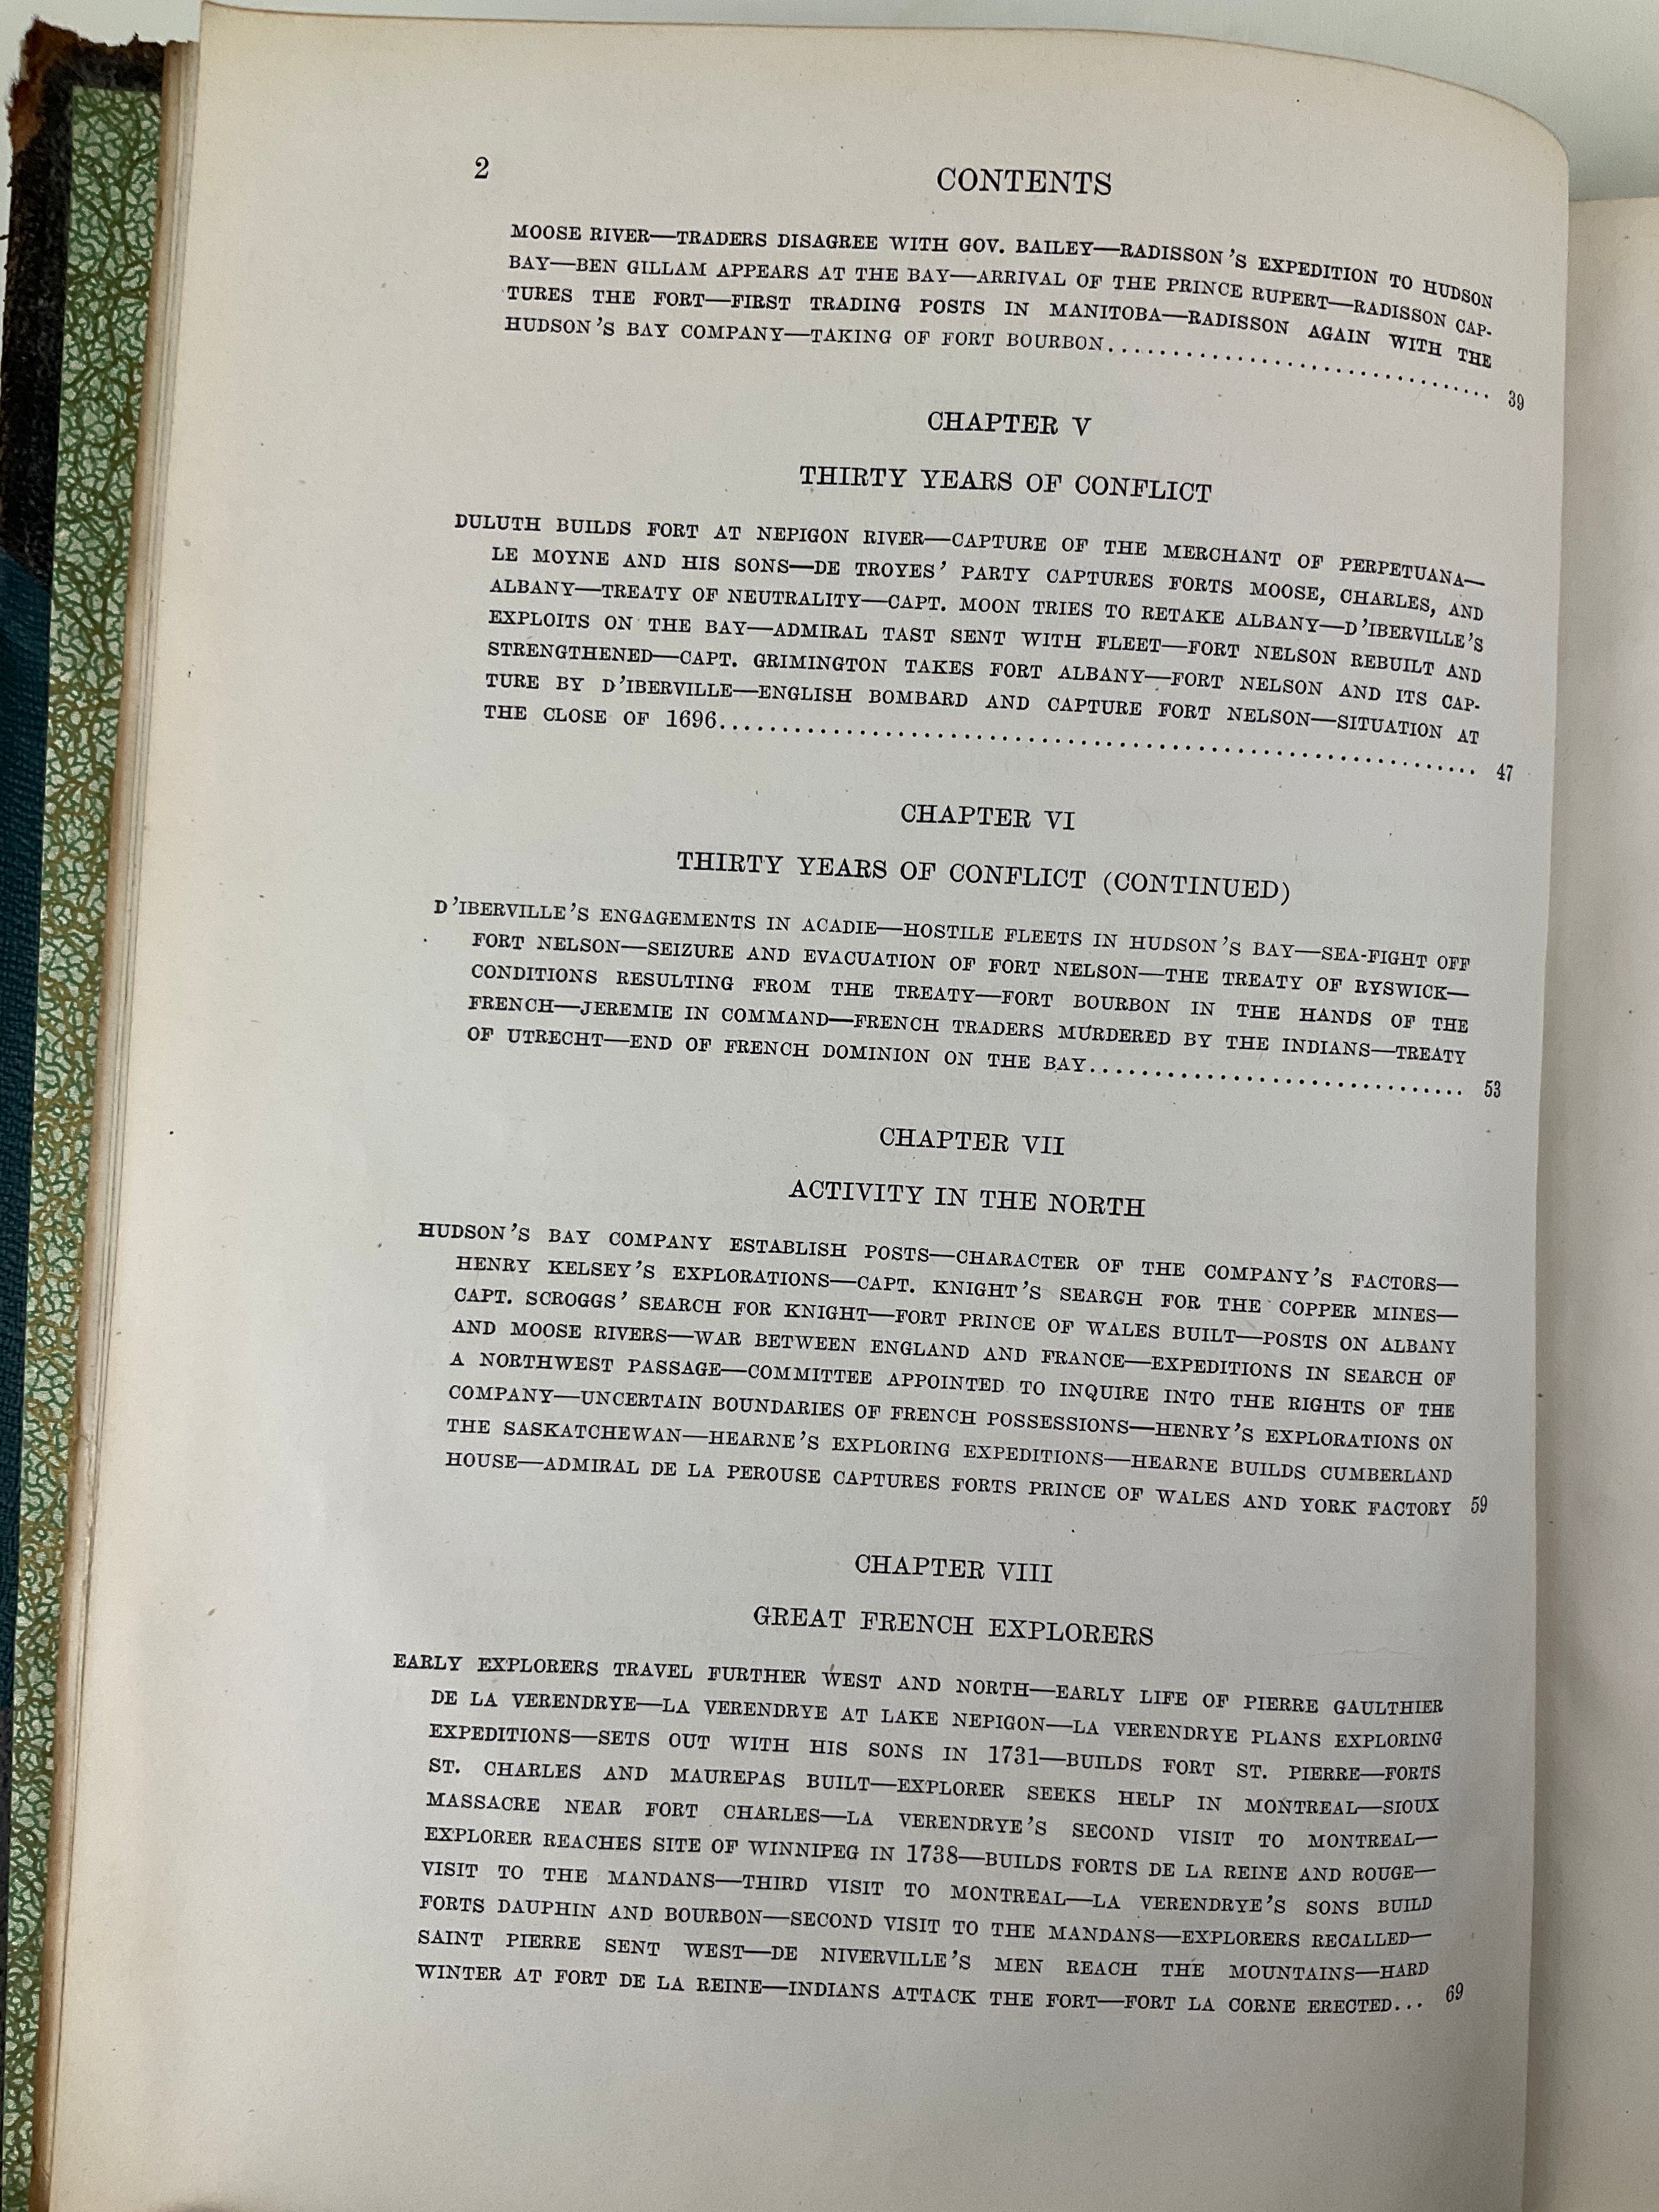 2
CONTENTS
MOOSE RIVER—TRADERS DISAGREE WITH GOV. BAILEY—RADISSON'S EXPEDITION TO HUDSON
BAY—BEN GILLAM APPEARS AT THE BAY—ARRIVAL OF THE PRINCE RUPERT—RADISSON CAP-
TURES THE FORT—FIRST TRADING POSTS IN MANITOBA—RADISSON AGAIN WITH THE
HUDSON'S BAY COMPANY—TAKING OF FORT BOURBON........................................ 39
CHAPTER V
THIRTY YEARS OF CONFLICT
DULUTH BUILDS FORT AT NEPIGON RIVER—CAPTURE OF THE MERCHANT OF PERPETUANA—
LE MOYNE AND HIS SONS—DE TROYES' PARTY CAPTURES FORTS MOOSE, CHARLES, AND
ALBANY—TREATY OF NEUTRALITY—CAPT. MOON TRIES TO RETAKE ALBANY—D'IBERVILLE'S
EXPLOITS ON THE BAY—ADMIRAL TAST SENT WITH FLEET—FORT NELSON REBUILT AND
STRENGTHENED—CAPT. GRIMINGTON TAKES FORT ALBANY—FORT NELSON AND ITS CAP-
TURE BY D'IBERVILLE—ENGLISH BOMBARD AND CAPTURE FORT NELSON—SITUATION AT
THE CLOSE OF 1696.................................................................. 47
CHAPTER VI
THIRTY YEARS OF CONFLICT (CONTINUED)
D'IBERVILLE'S ENGAGEMENTS IN ACADIE—HOSTILE FLEETS IN HUDSON'S BAY—SEA-FIGHT OFF
FORT NELSON—SEIZURE AND EVACUATION OF FORT NELSON—THE TREATY OF RYSWICK—
CONDITIONS RESULTING FROM THE TREATY—FORT BOURBON IN THE HANDS OF THE
FRENCH—JEREMIE IN COMMAND—FRENCH TRADERS MURDERED BY THE INDIANS—TREATY
OF UTRECHT—END OF FRENCH DOMINION ON THE BAY................................ 53
CHAPTER VII
ACTIVITY IN THE NORTH
HUDSON'S BAY COMPANY ESTABLISH POSTS—CHARACTER OF THE COMPANY'S FACTORS—
HENRY KELSEY'S EXPLORATIONS—CAPT. KNIGHT'S SEARCH FOR THE COPPER MINES—
CAPT. SCROGGS' SEARCH FOR KNIGHT—FORT PRINCE OF WALES BUILT—POSTS ON ALBANY
AND MOOSE RIVERS—WAR BETWEEN ENGLAND AND FRANCE—EXPEDITIONS IN SEARCH OF
A NORTHWEST PASSAGE—COMMITTEE APPOINTED TO INQUIRE INTO THE RIGHTS OF THE
COMPANY—UNCERTAIN BOUNDARIES OF FRENCH POSSESSIONS—HENRY'S EXPLORATIONS ON
THE SASKATCHEWAN—HEARNE'S EXPLORING EXPEDITIONS—HEARNE BUILDS CUMBERLAND
HOUSE—ADMIRAL DE LA PEROUSE CAPTURES FORTS PRINCE OF WALES AND YORK FACTORY 59
CHAPTER VIII
GREAT FRENCH EXPLORERS
EARLY EXPLORERS TRAVEL FURTHER WEST AND NORTH—EARLY LIFE OF PIERRE GAULTHIER
DE LA VERENDRYE—LA VERENDRYE AT LAKE NEPIGON—LA VERENDRYE PLANS EXPLORING
EXPEDITIONS—SETS OUT WITH HIS SONS IN 1731—BUILDS FORT ST. PIERRE—FORTS
ST. CHARLES AND MAUREPAS BUILT—EXPLORER SEEKS HELP IN MONTREAL—SIOUX
MASSACRE NEAR FORT CHARLES—LA VERENDRYE'S SECOND VISIT TO MONTREAL—
EXPLORER REACHES SITE OF WINNIPEG IN 1738—BUILDS FORTS DE LA REINE AND ROUGE—
VISIT TO THE MANDANS—THIRD VISIT TO MONTREAL—LA VERENDRYE'S SONS BUILD
FORTS DAUPHIN AND BOURBON—SECOND VISIT TO THE MANDANS—EXPLORERS RECALLED—
SAINT PIERRE SENT WEST—DE NIVERVILLE'S MEN REACH THE MOUNTAINS—HARD
WINTER AT FORT DE LA REINE—INDIANS ATTACK THE FORT—FORT LA CORNE ERECTED... 69